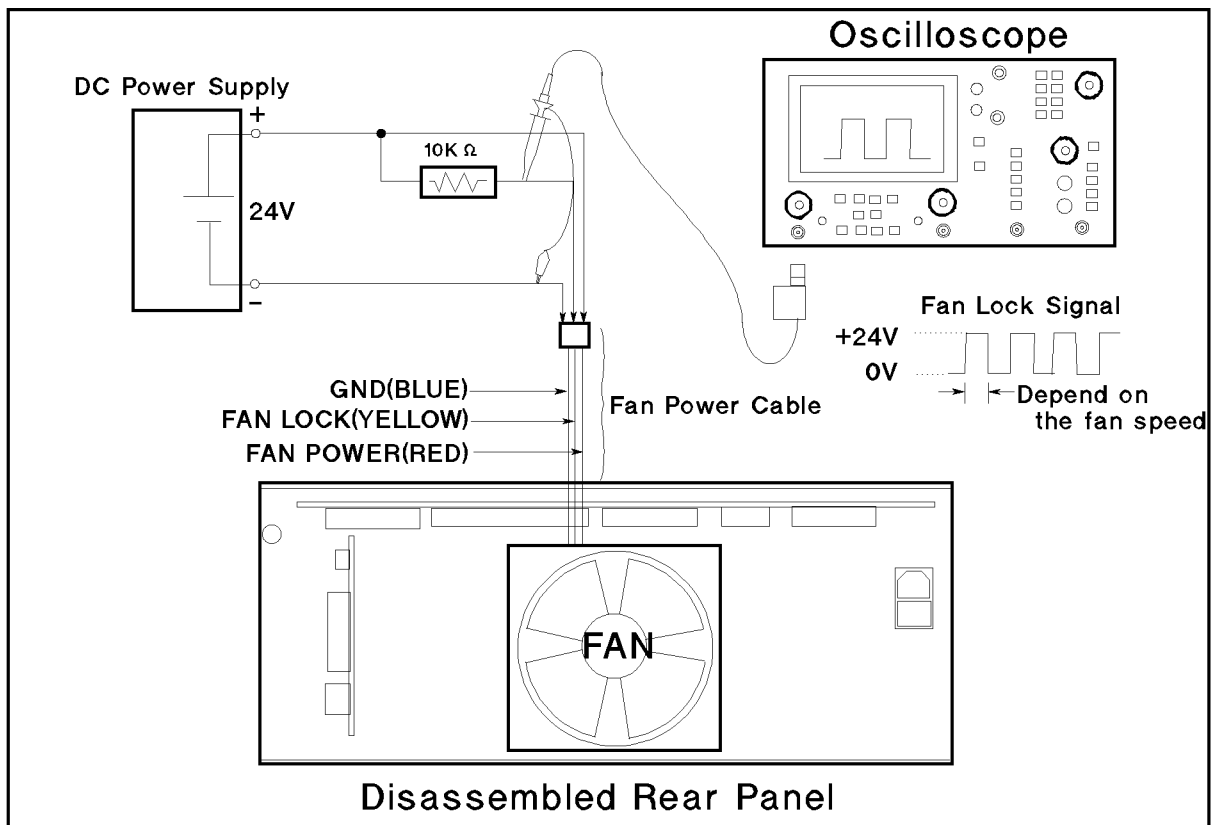 Oscilloscope
DC Power Supply
+
10K Ω
24V
−
Fan Lock Signal
+24V
0V
Depend on
the fan speed
GND(BLUE)
FAN LOCK(YELLOW)
FAN POWER(RED)
Fan Power Cable
FAN
Disassembled Rear Panel